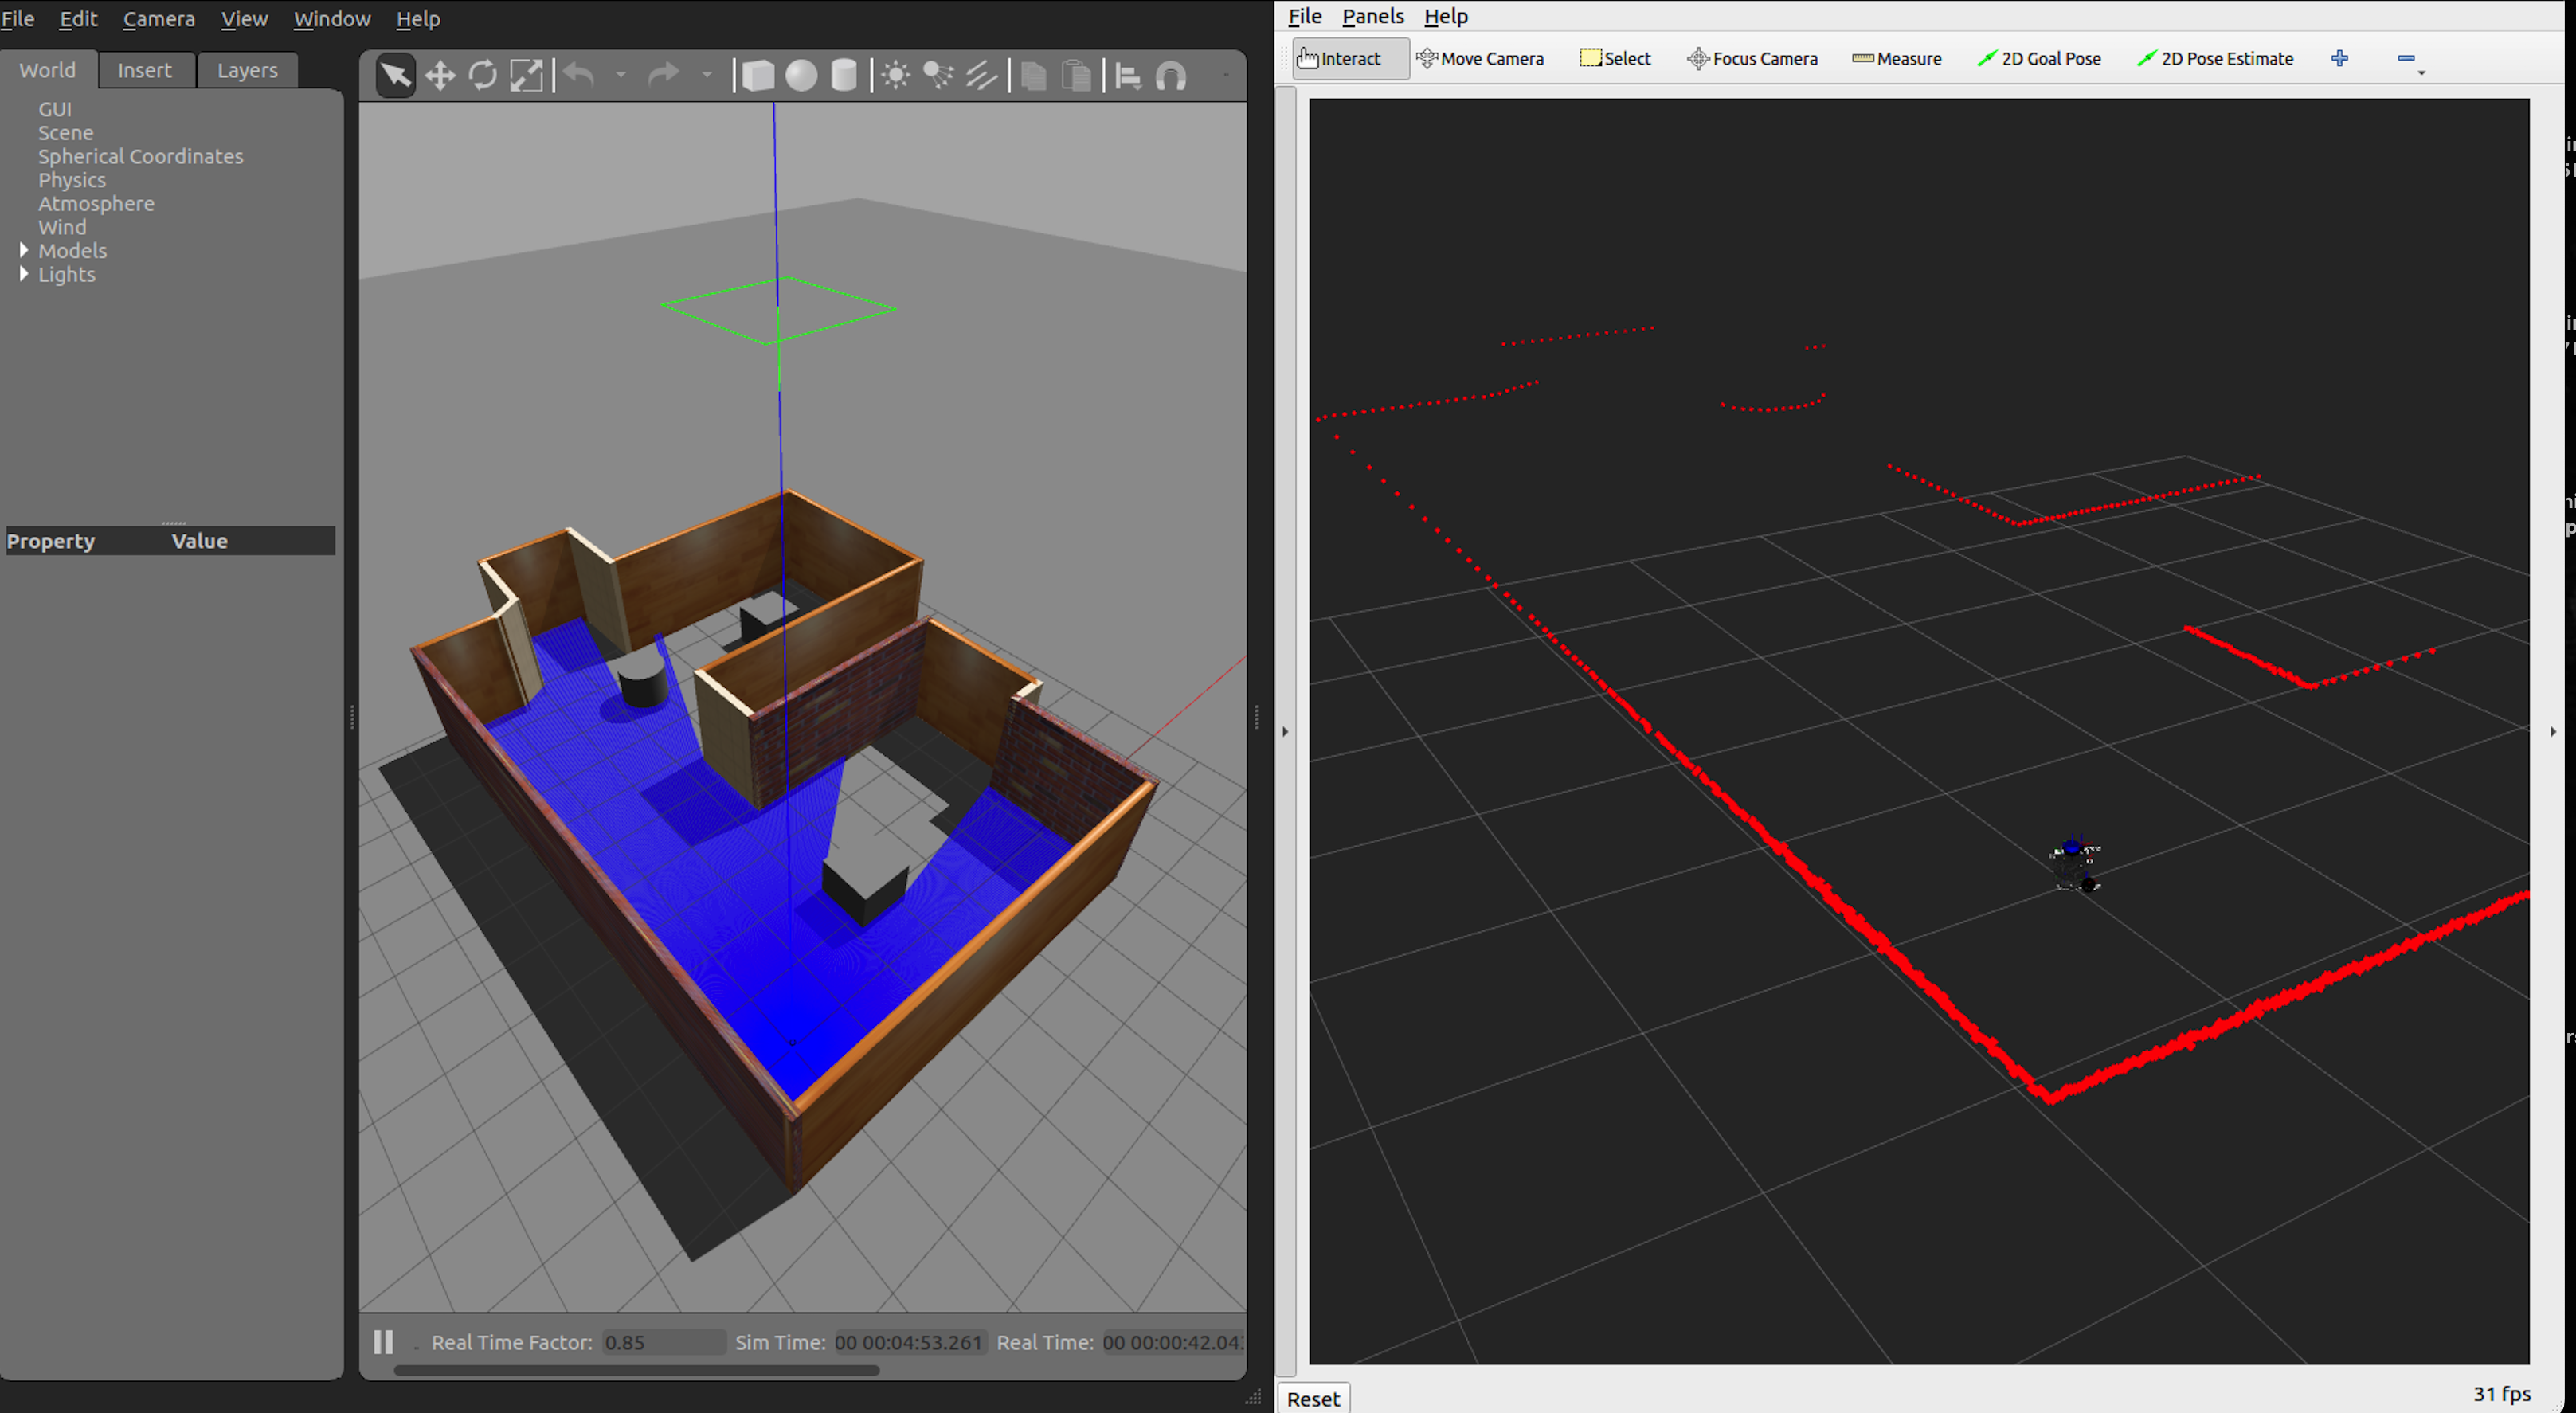 File Edit Camera View Window Help
World Insert Layers
GUI
Scene
Spherical Coordinates
Physics
Atmosphere
Wind
Models
Lights
Property Value
Real Time Factor: 0.85 Sim Time: 00 00:04:53.261 Real Time: 00 00:00:42.04
File Panels Help
Interact Move Camera Select Focus Camera Measure 2D Goal Pose 2D Pose Estimate
Reset
31 fps